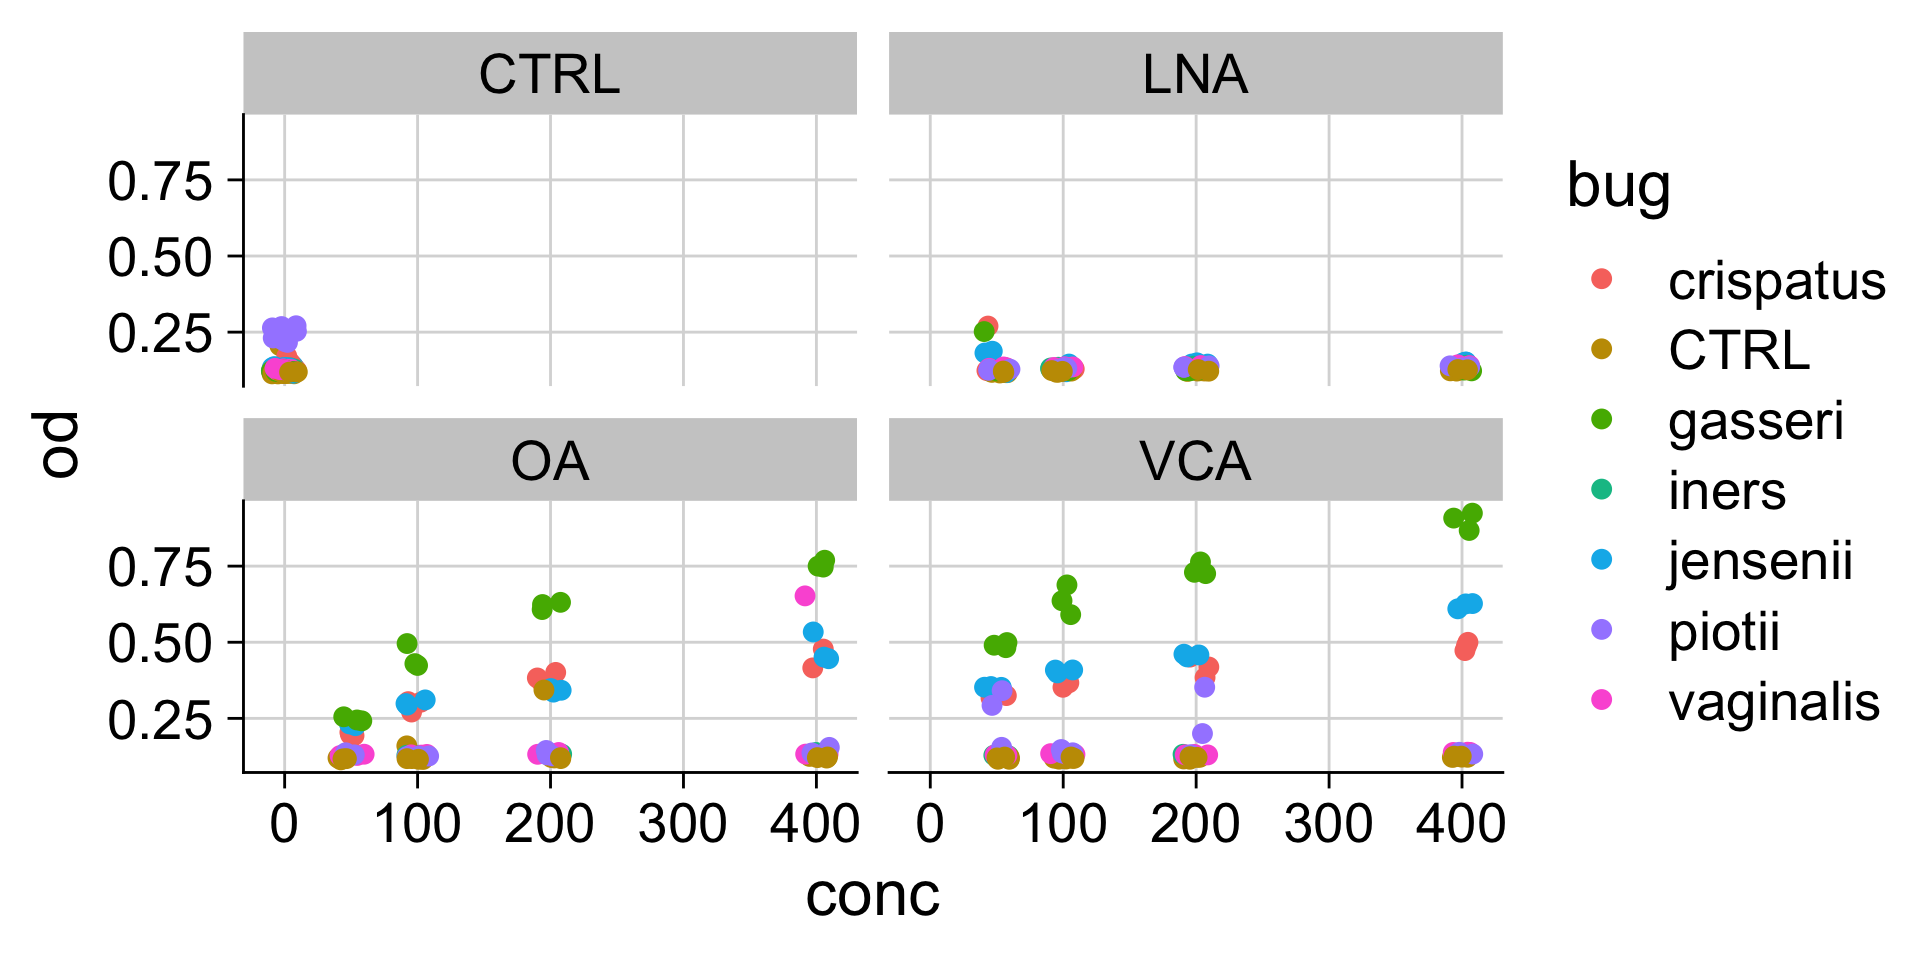 CTRL LNA
0.75
0.50
0.25
od
OA VCA
0.75
0.50
0.25
0 100 200 300 400 0 100 200 300 400
conc
bug
crispatus
CTRL
gasseri
iners
jensenii
piotii
vaginalis